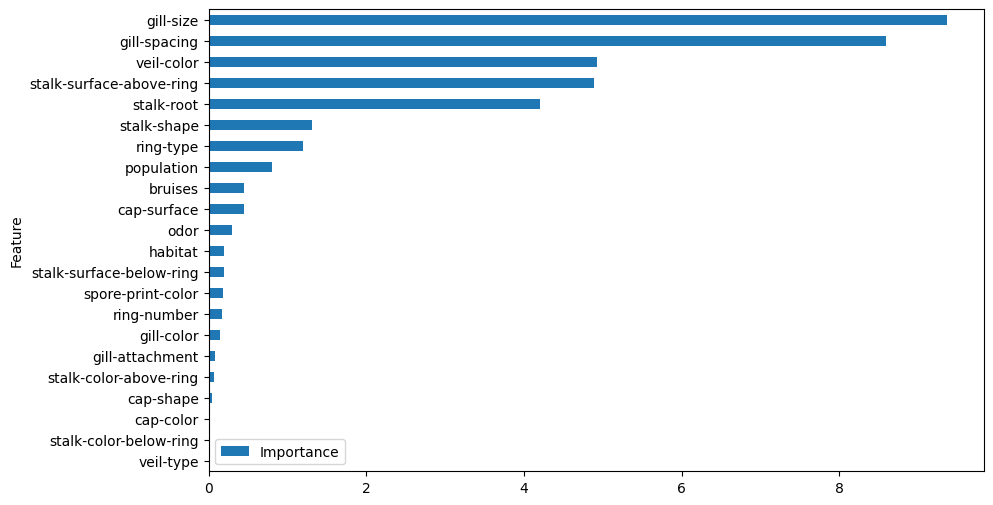 gill-size
gill-spacing
veil-color
stalk-surface-above-ring
stalk-root
stalk-shape
ring-type
population
bruises
cap-surface
odor
habitat
stalk-surface-below-ring
spore-print-color
ring-number
gill-color
gill-attachment
stalk-color-above-ring
cap-shape
cap-color
stalk-color-below-ring
veil-type
Feature
Importance
0 2 4 6 8